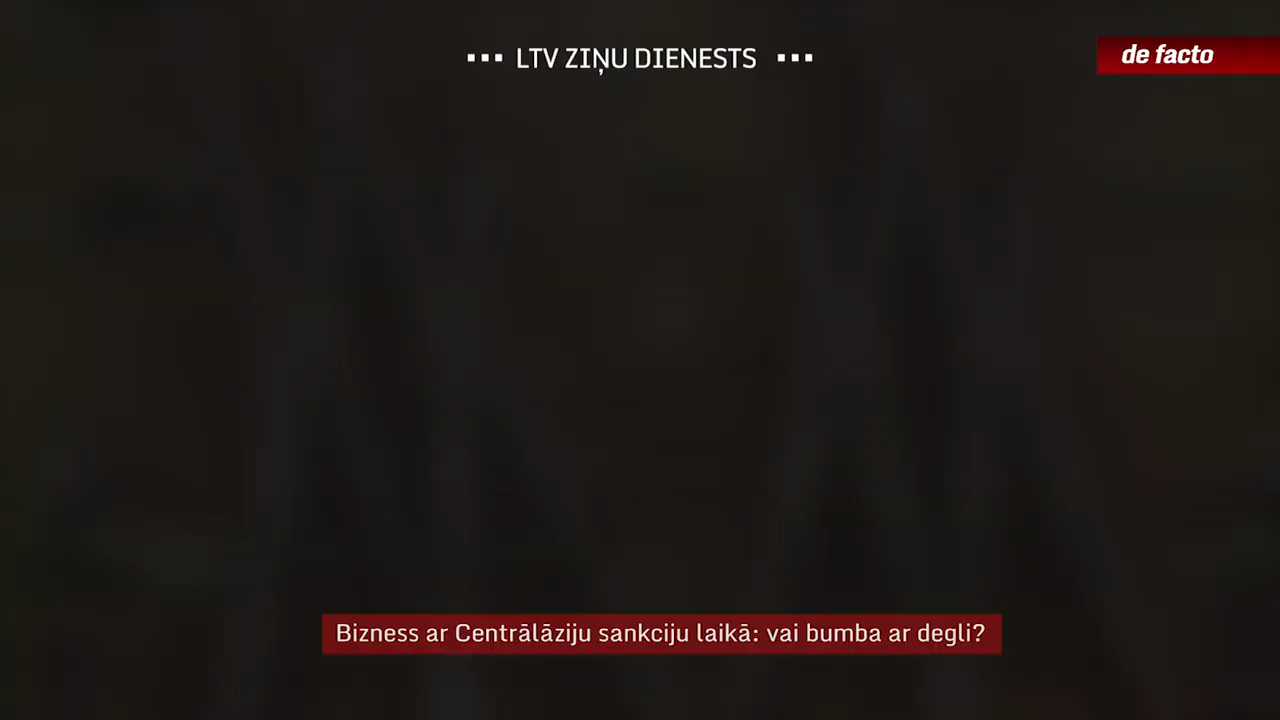 ▪▪▪ LTV ZIŅU DIENESTS ▪▪▪
de facto
Bizness ar Centrālāziju sankciju laikā: vai bumba ar degli?